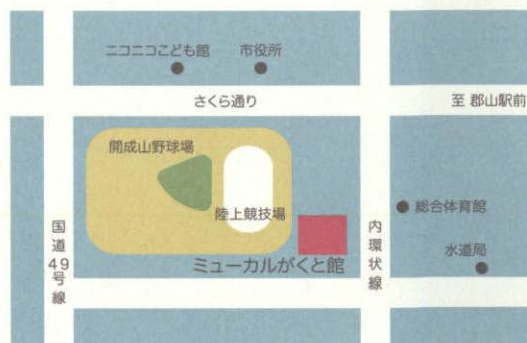 ニコニコこども館
市役所
さくら通り
至 郡山駅前
開成山野球場
陸上競技場
総合体育館
水道局
ミューカルがくと館
国道49号線
内環状線